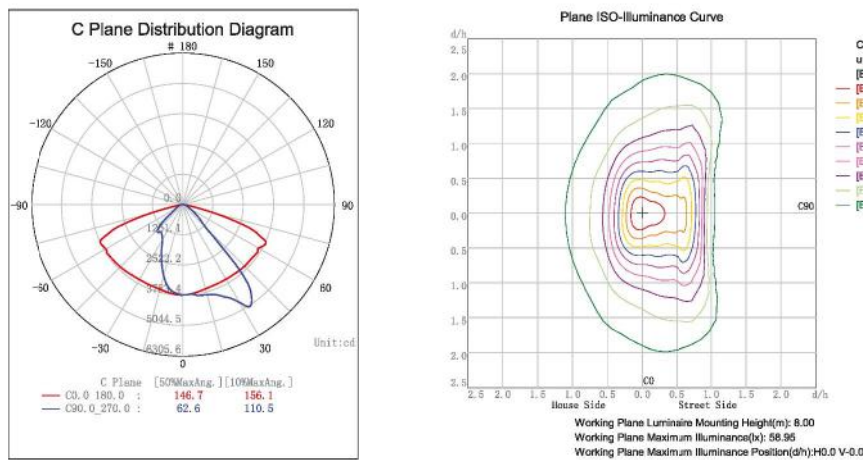 C Plane Distribution Diagram
# 180
-150 150
-120 120
-90 90
0.0
1261.1
2522.2
3783.4
5044.5
6305.6
-60 60
-30 30
0
Unit:cd
C Plane [50%MaxAng.][10%MaxAng.]
C0.0_180.0 : 146.7 156.1
C90.0_270.0 : 62.6 110.5
Plane ISO-Illuminance Curve
d/h
2.5
2.0
1.5
1.0
0.5
0.0
0.5
1.0
1.5
2.0
2.5
C90
C0
2.5 2.0 1.5 1.0 0.5 0.0 0.5 1.0 1.5 2.0 d/h
House Side Street Side
Working Plane Luminaire Mounting Height(m): 8.00
Working Plane Maximum Illuminance(lx): 58.95
Working Plane Maximum Illuminance Position(d/h):H0.0 V-0.0